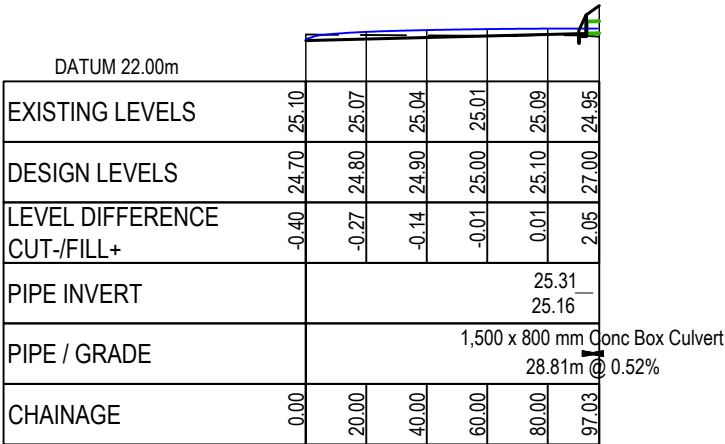 DATUM 22.00m
EXISTING LEVELS 25.10 25.07 25.04 25.01 25.09 24.95
DESIGN LEVELS 24.70 24.80 24.90 25.00 25.10 27.00
LEVEL DIFFERENCE
CUT-/FILL+ -0.40 -0.27 -0.14 -0.01 0.01 2.05
PIPE INVERT 25.31
25.16
PIPE / GRADE 1,500 x 800 mm Conc Box Culvert
28.81m @ 0.52%
CHAINAGE 0.00 20.00 40.00 60.00 80.00 97.03